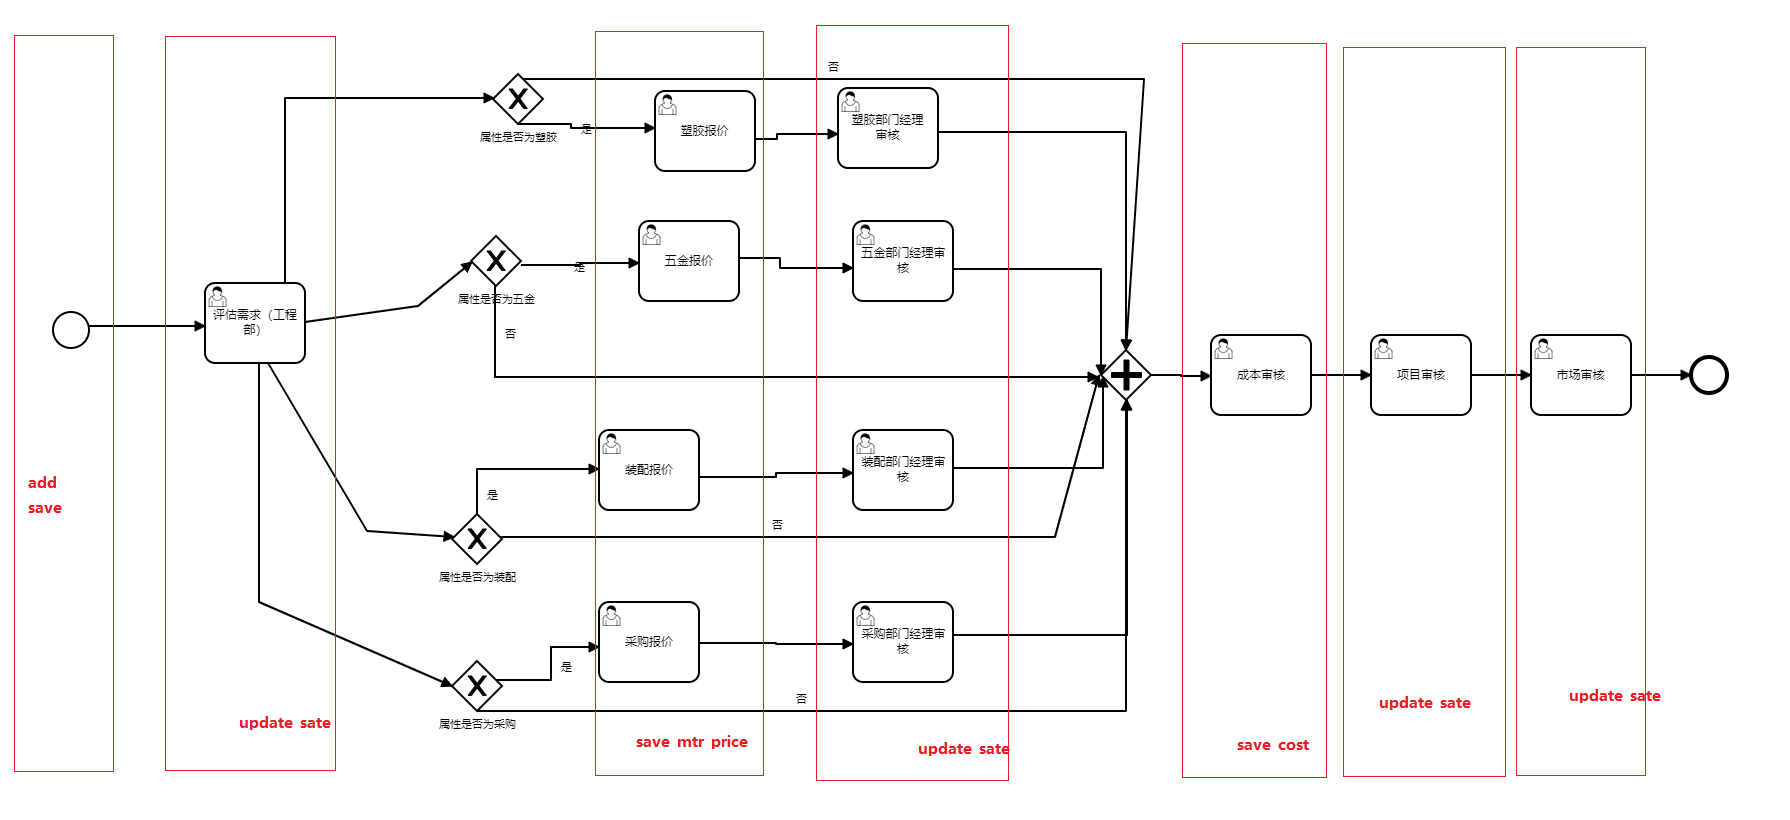 否
属性是否为塑胶
是
塑胶报价
塑胶部门经理
审核
属性是否为五金
是
否
五金报价
五金部门经理审
核
评估需求（工程
部）
成本审核
项目审核
市场审核
add
save
装配报价
装配部门经理审
核
是
否
属性是否为装配
采购报价
采购部门经理审
核
是
否
属性是否为采购
update sate
save mtr price
update sate
save cost
update sate
update sate